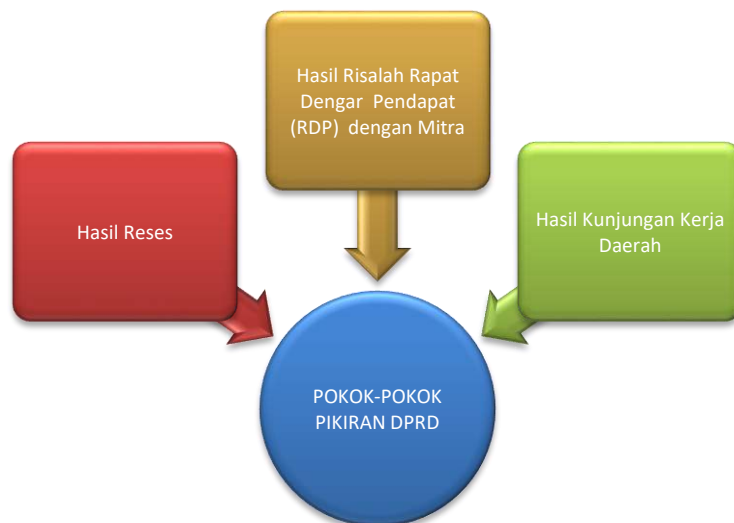 Hasil Risalah Rapat
Dengar Pendapat
(RDP) dengan Mitra
Hasil Reses
Hasil Kunjungan Kerja
Daerah
POKOK-POKOK
PIKIRAN DPRD